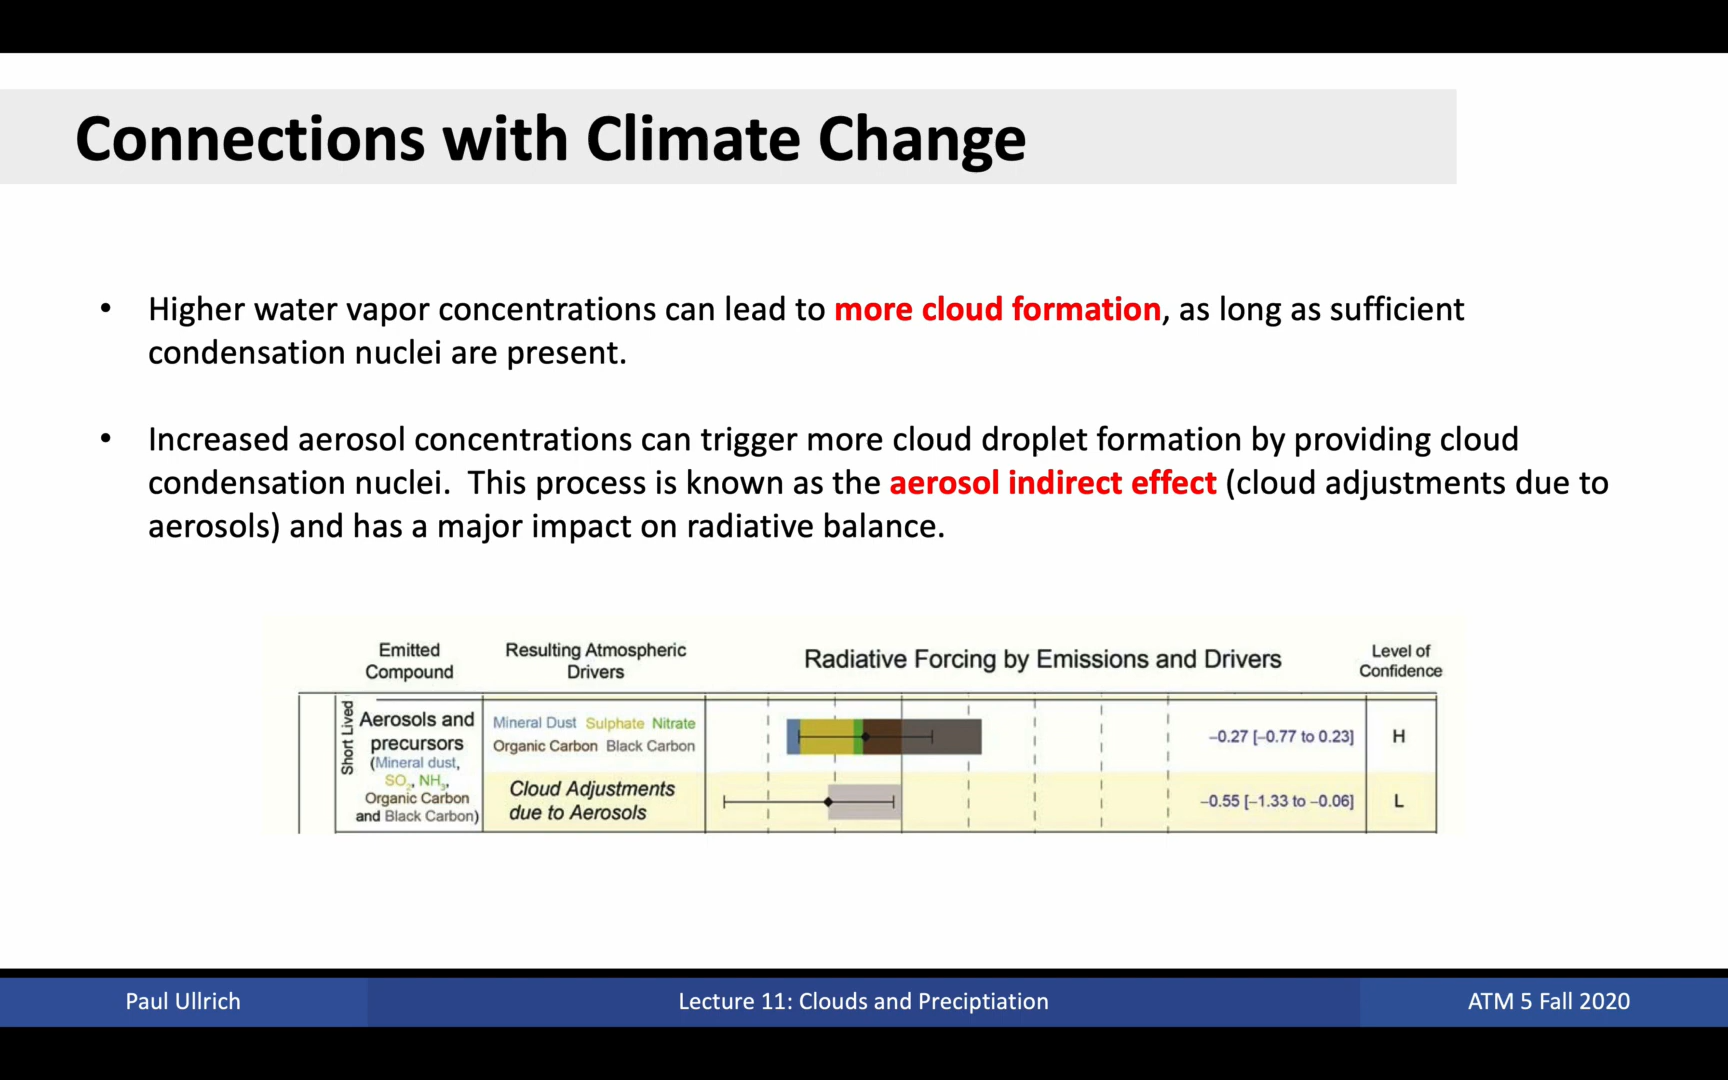 Connections with Climate Change
• Higher water vapor concentrations can lead to more cloud formation, as long as sufficient
condensation nuclei are present.
• Increased aerosol concentrations can trigger more cloud droplet formation by providing cloud
condensation nuclei. This process is known as the aerosol indirect effect (cloud adjustments due to
aerosols) and has a major impact on radiative balance.
Emitted
Compound
Resulting Atmospheric
Drivers
Radiative Forcing by Emissions and Drivers
Level of
Confidence
Short Lived
Aerosols and
precursors
(Mineral dust,
SO₂, NH₃,
Organic Carbon
and Black Carbon)
Mineral Dust Sulphate Nitrate
Organic Carbon Black Carbon
−0.27 [−0.77 to 0.23]
H
Cloud Adjustments
due to Aerosols
−0.55 [−1.33 to −0.06]
L
Paul Ullrich
Lecture 11: Clouds and Preciptiation
ATM 5 Fall 2020